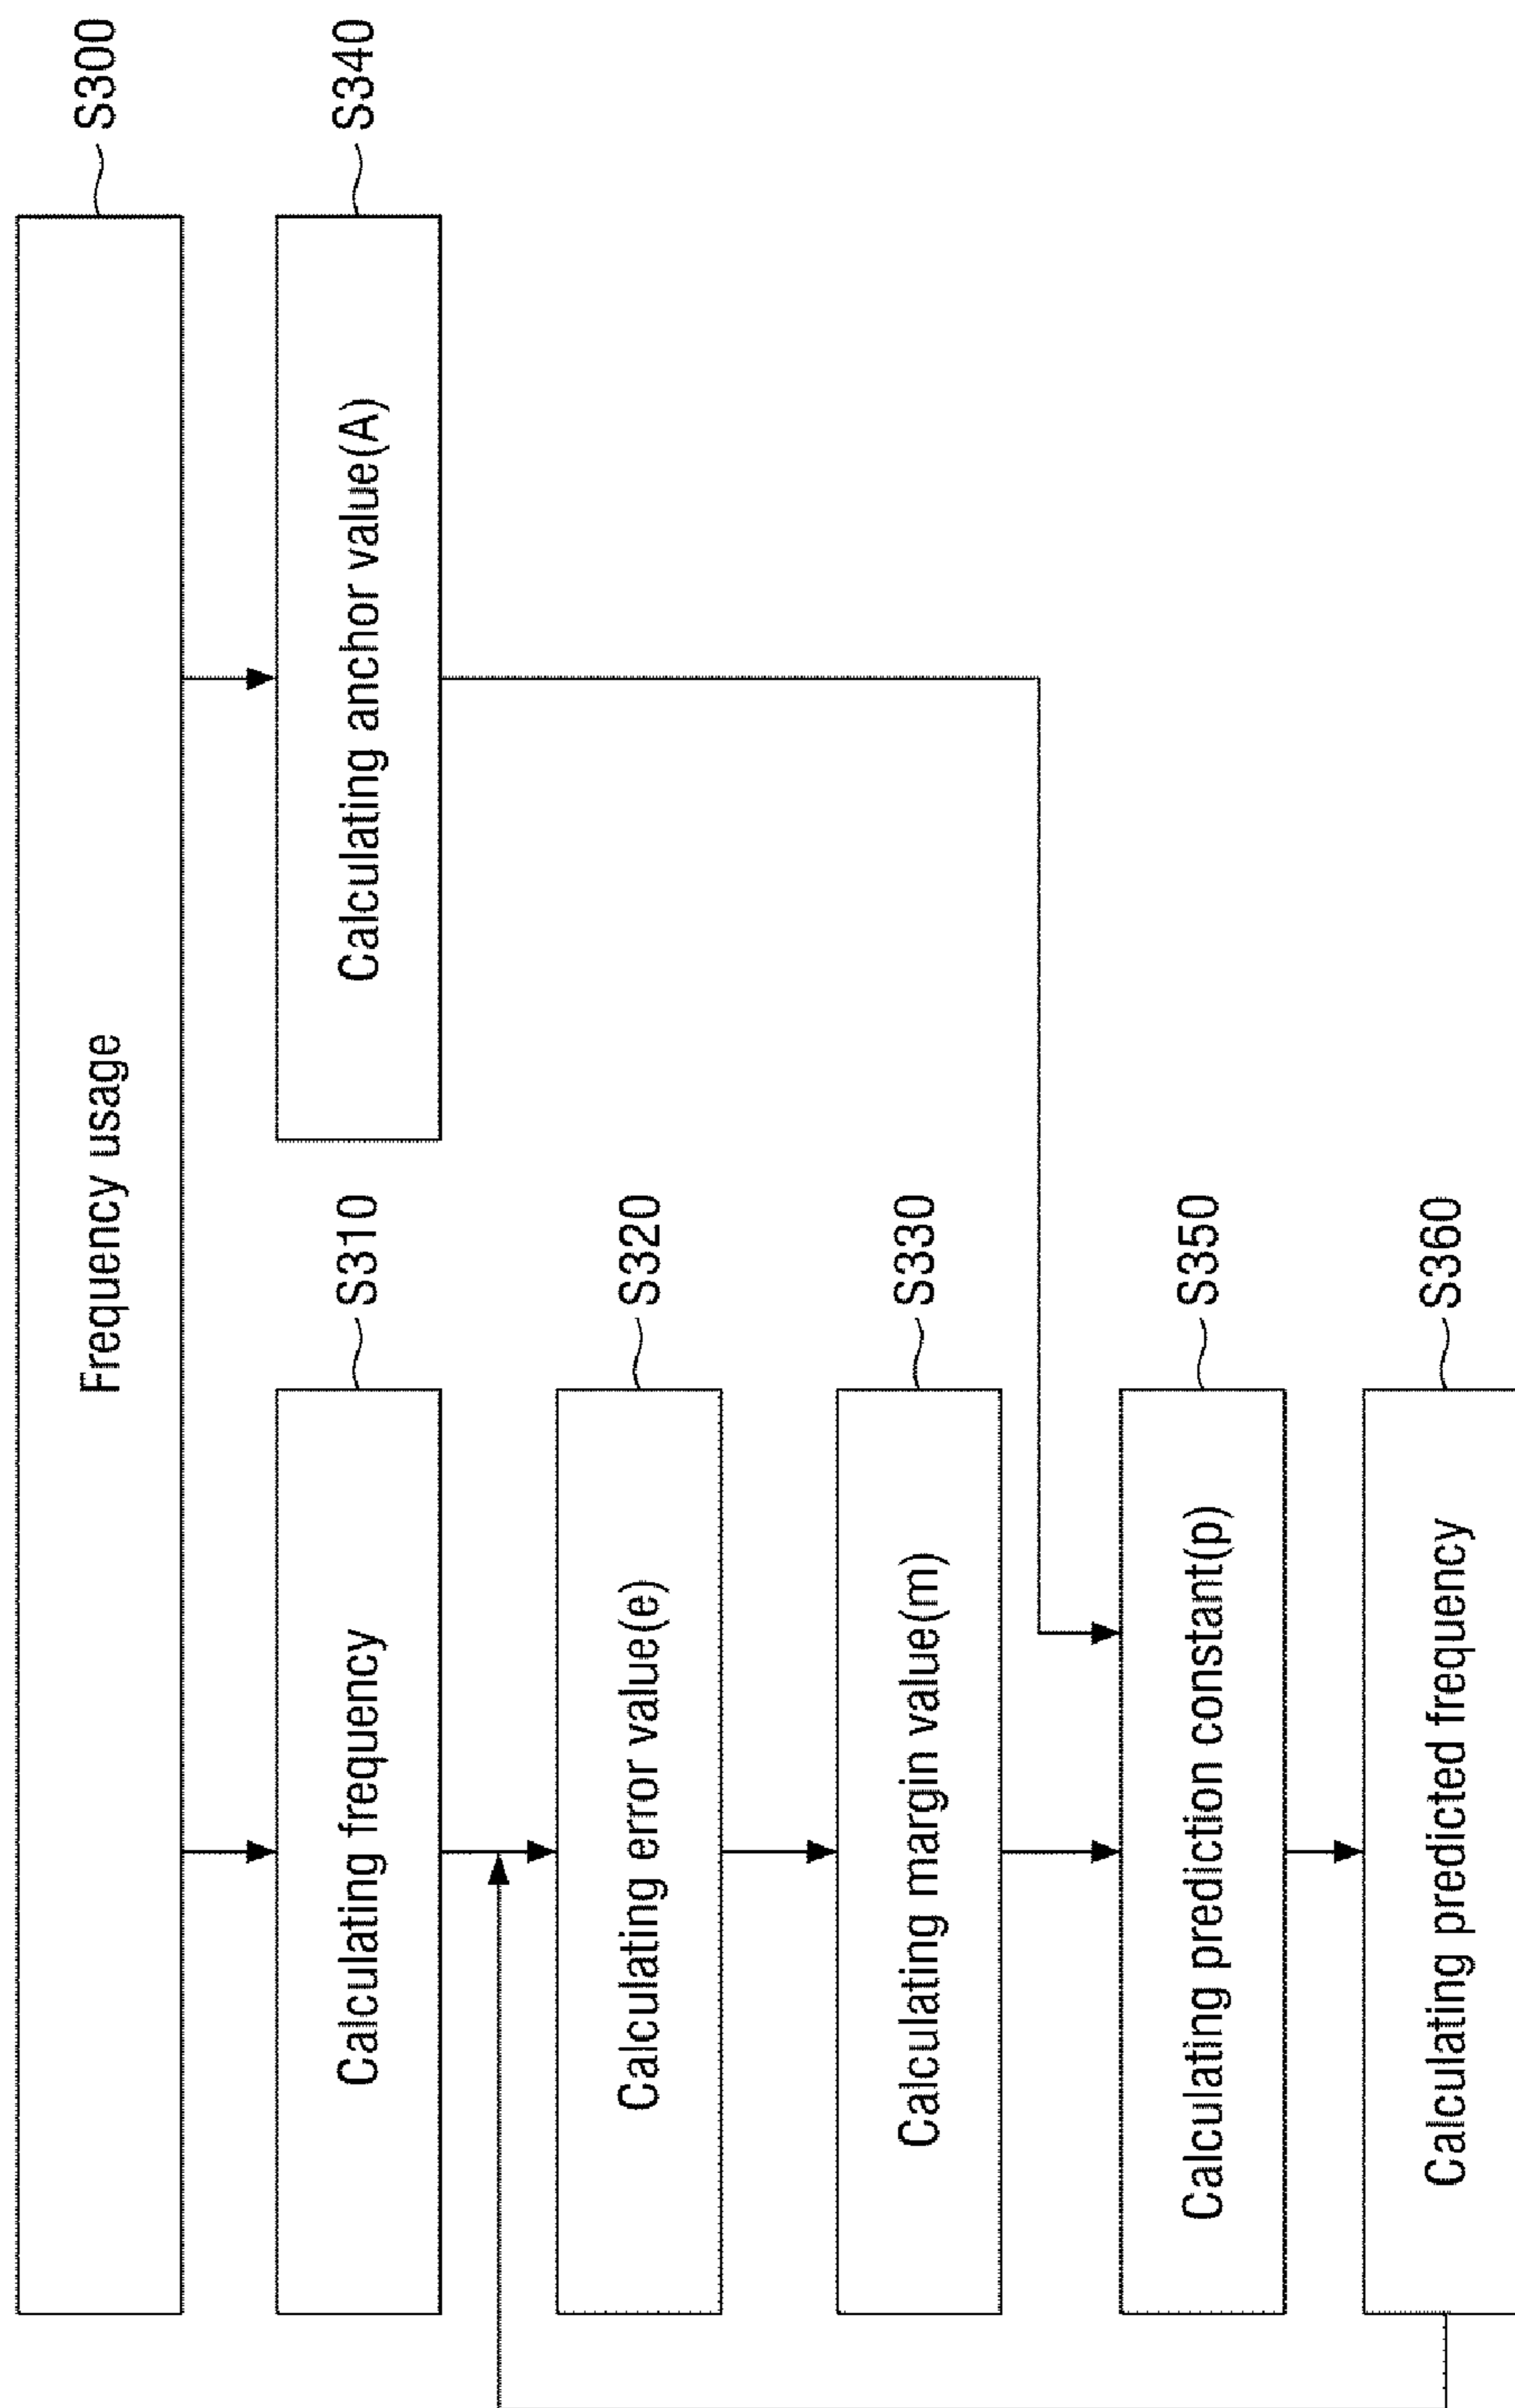 Frequency usage
S300
Calculating frequency
S310
Calculating anchor value(A)
S340
Calculating error value(e)
S320
Calculating margin value(m)
S330
Calculating prediction constant(p)
S350
Calculating predicted frequency
S360